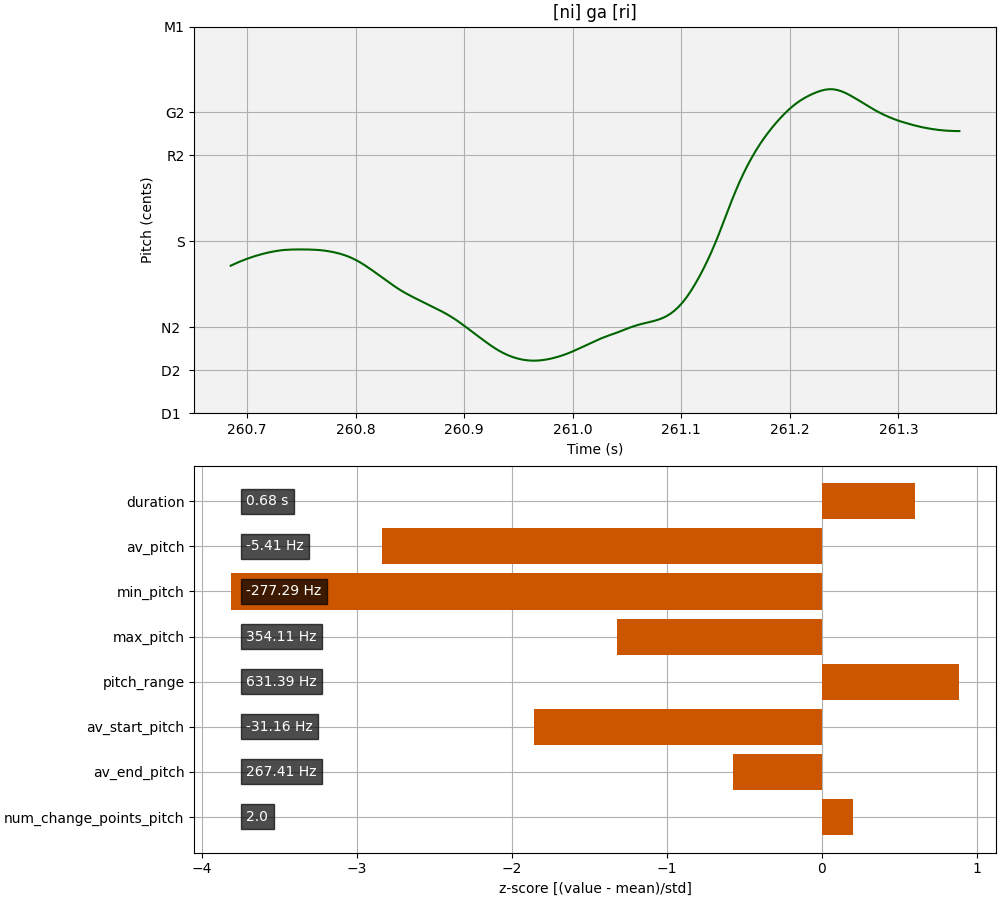 [ni] ga [ri]
M1
G2
R2
S
N2
D2
D1
Pitch (cents)
260.7 260.8 260.9 261.0 261.1 261.2 261.3
Time (s)
duration 0.68 s
av_pitch -5.41 Hz
min_pitch -277.29 Hz
max_pitch 354.11 Hz
pitch_range 631.39 Hz
av_start_pitch -31.16 Hz
av_end_pitch 267.41 Hz
num_change_points_pitch 2.0
−4 −3 −2 −1 0 1
z-score [(value - mean)/std]